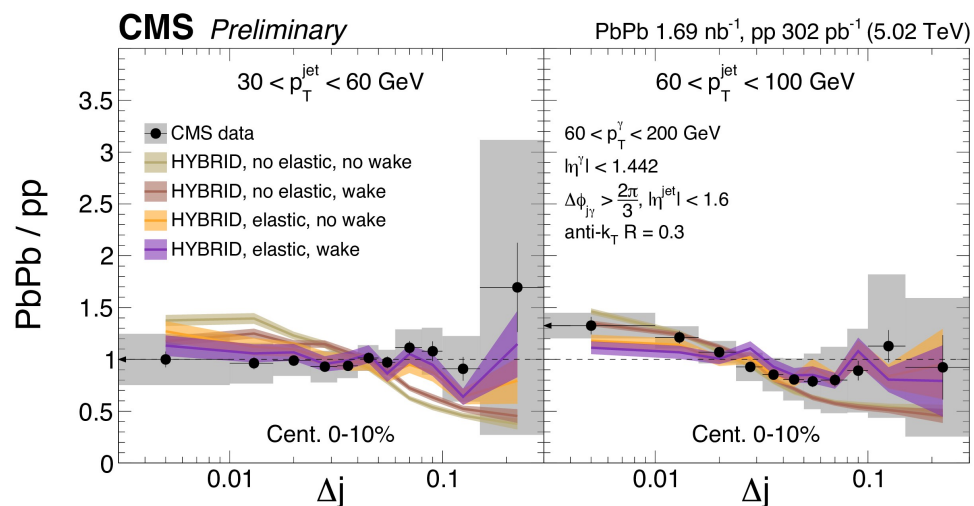 CMS Preliminary
PbPb 1.69 nb⁻¹, pp 302 pb⁻¹ (5.02 TeV)
30 < p_T^jet < 60 GeV
60 < p_T^jet < 100 GeV
CMS data
HYBRID, no elastic, no wake
HYBRID, no elastic, wake
HYBRID, elastic, no wake
HYBRID, elastic, wake
60 < p_T^γ < 200 GeV
|η^γ| < 1.442
Δφ_jγ > 2π/3, |η^jet| < 1.6
anti-k_T R = 0.3
PbPb / pp
3.5
3
2.5
2
1.5
1
0.5
0
Cent. 0-10%
Cent. 0-10%
0.01 0.1
0.01 0.1
Δj
Δj